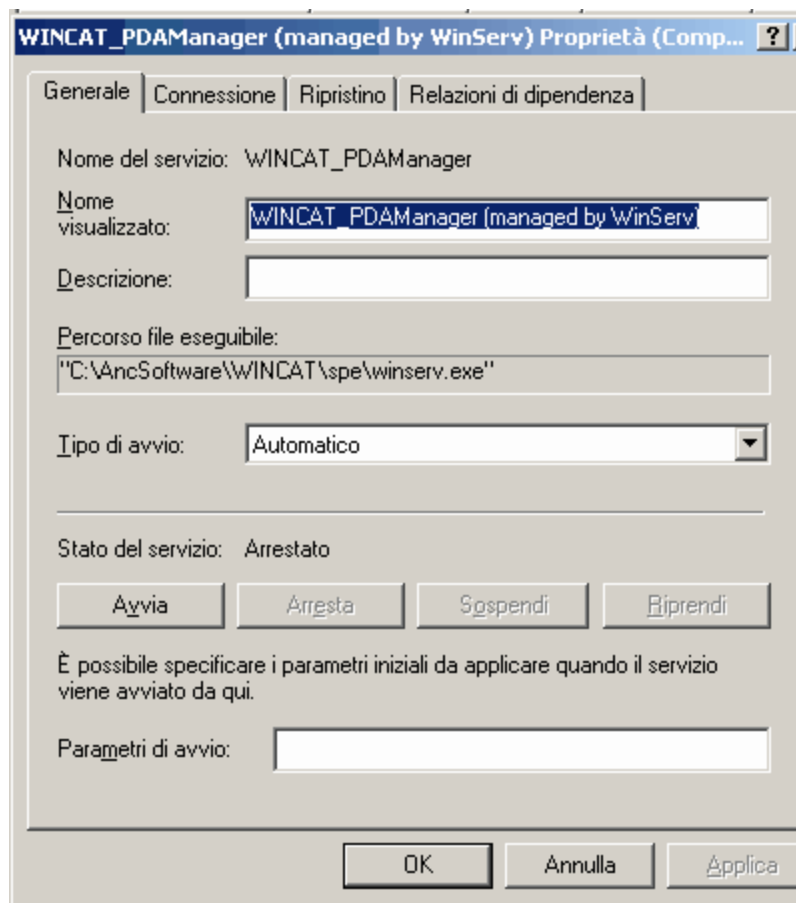 WINCAT_PDAManager (managed by WinServ) Proprietà (Comp...
Generale Connessione Ripristino Relazioni di dipendenza
Nome del servizio: WINCAT_PDAManager
Nome
visualizzato: WINCAT_PDAManager (managed by WinServ)
Descrizione:
Percorso file eseguibile:
"C:\AncSoftware\WINCAT\spe\winserv.exe"
Tipo di avvio: Automatico
Stato del servizio: Arrestato
Avvia Arresta Sospendi Riprendi
È possibile specificare i parametri iniziali da applicare quando il servizio
viene avviato da qui.
Parametri di avvio:
OK Annulla Applica